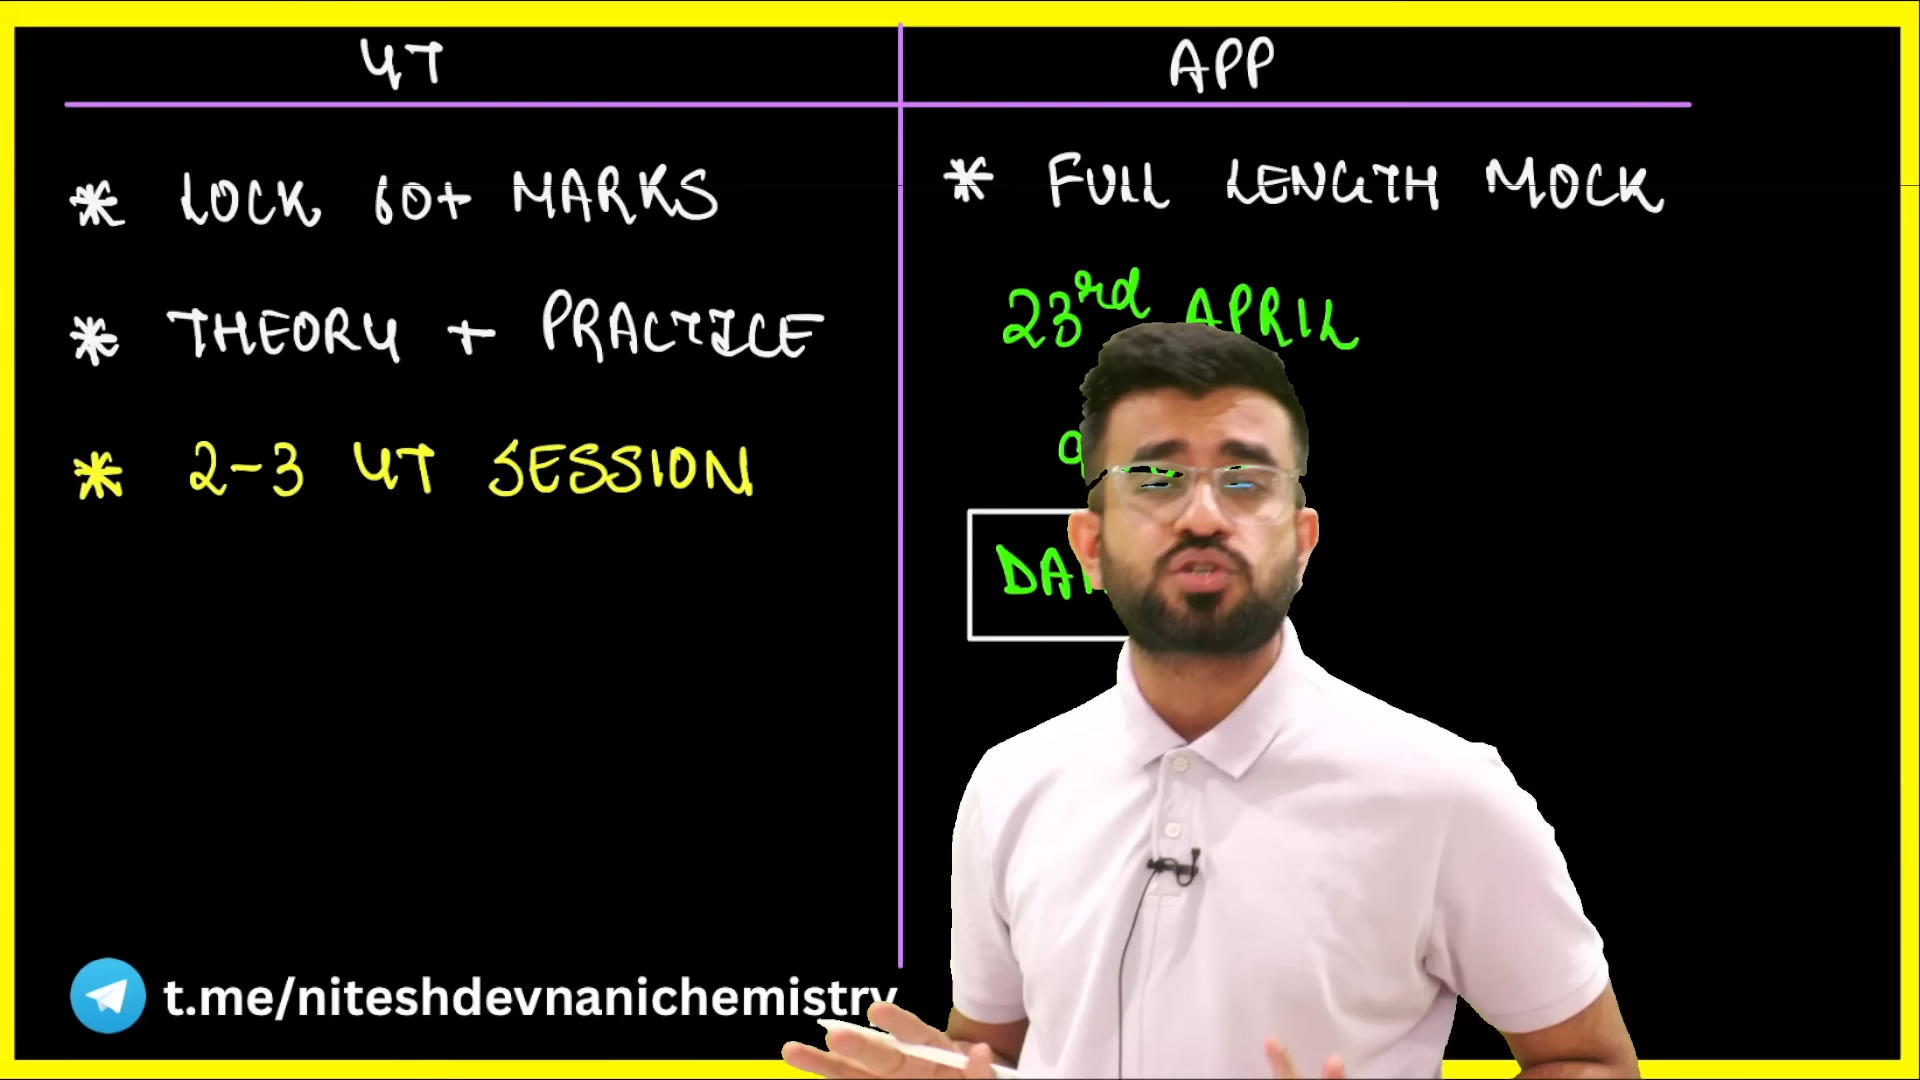 YT
* LOCK 60+ MARKS
* THEORY + PRACTICE
* 2-3 YT SESSION
APP
* FULL LENGTH MOCK
23rd APRIL
t.me/niteshdevnanichemistry